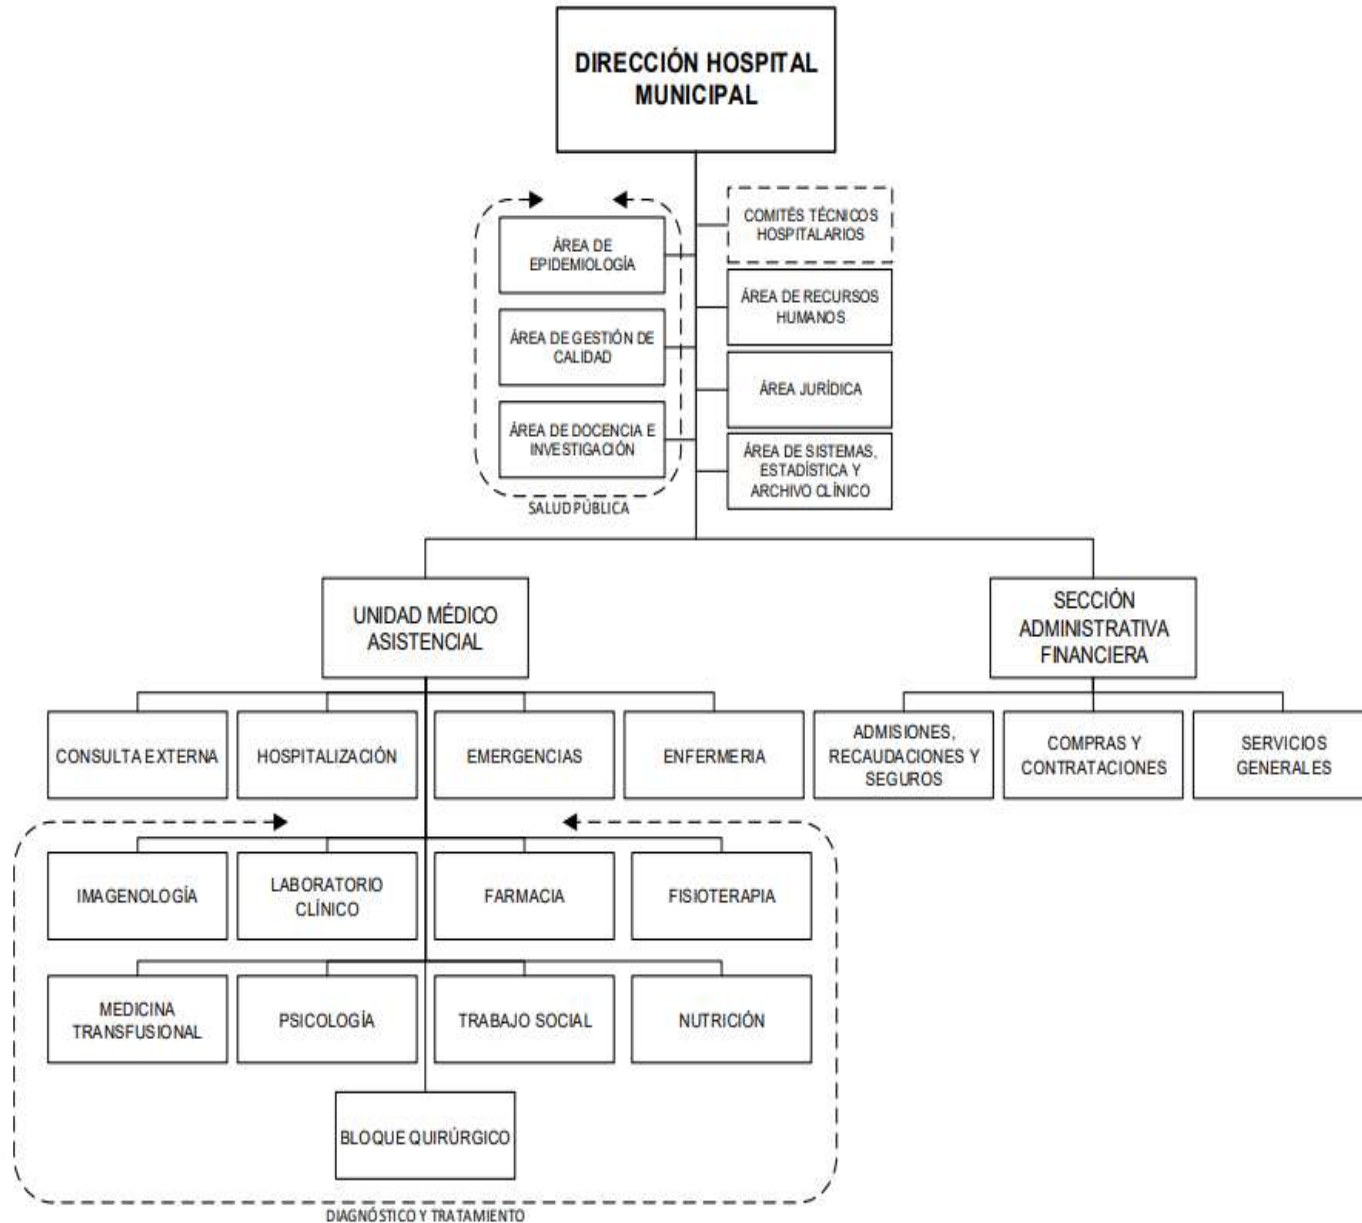 DIRECCIÓN HOSPITAL
MUNICIPAL
COMITÉS TÉCNICOS
HOSPITALARIOS
ÁREA DE
EPIDEMIOLOGÍA
ÁREA DE RECURSOS
HUMANOS
ÁREA DE GESTIÓN DE
CALIDAD
ÁREA JURÍDICA
ÁREA DE DOCENCIA E
INVESTIGACIÓN
ÁREA DE SISTEMAS,
ESTADÍSTICA Y
ARCHIVO CLÍNICO
SALUD PÚBLICA
UNIDAD MÉDICO
ASISTENCIAL
SECCIÓN
ADMINISTRATIVA
FINANCIERA
CONSULTA EXTERNA
HOSPITALIZACIÓN
EMERGENCIAS
ENFERMERIA
ADMISIONES,
RECAUDACIONES Y
SEGUROS
COMPRAS Y
CONTRATACIONES
SERVICIOS
GENERALES
IMAGENOLOGÍA
LABORATORIO
CLÍNICO
FARMACIA
FISIOTERAPIA
MEDICINA
TRANSFUSIONAL
PSICOLOGÍA
TRABAJO SOCIAL
NUTRICIÓN
BLOQUE QUIRÚRGICO
DIAGNÓSTICO Y TRATAMIENTO